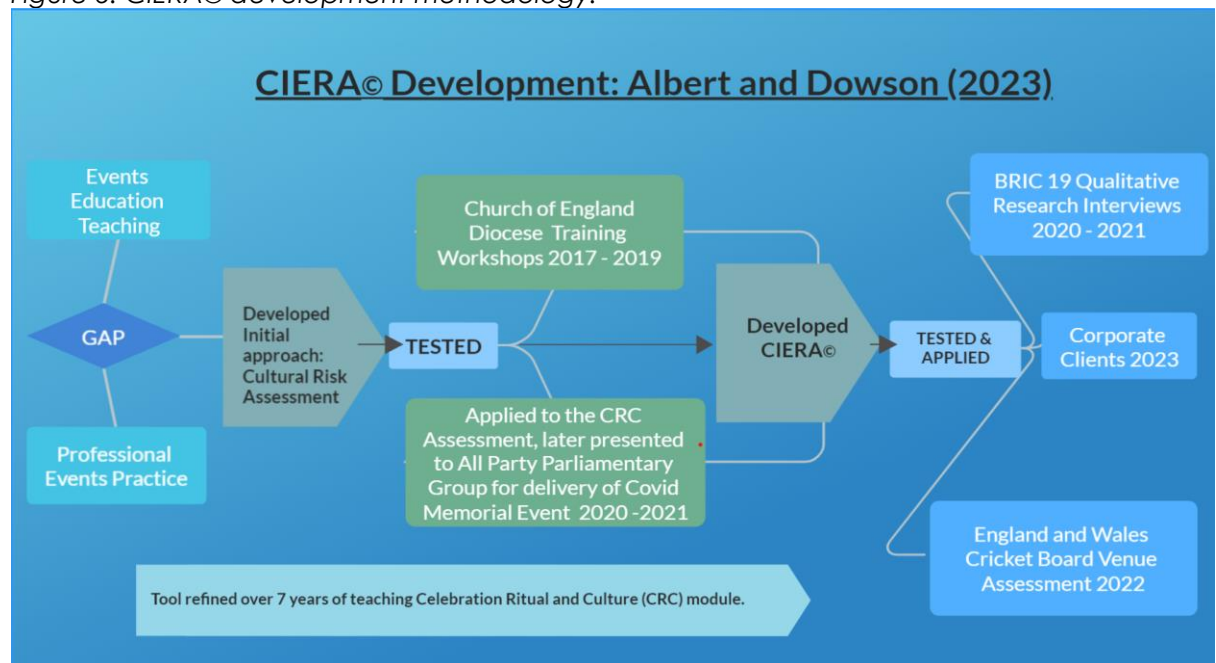 CIERA© Development: Albert and Dowson (2023)
Events
Education
Teaching
GAP
Professional
Events Practice
Developed
Initial
approach:
Cultural Risk
Assessment
TESTED
Church of England
Diocese Training
Workshops 2017 - 2019
Applied to the CRC
Assessment, later presented
to All Party Parliamentary
Group for delivery of Covid
Memorial Event 2020 -2021
Developed
CIERA©
TESTED &
APPLIED
BRIC 19 Qualitative
Research Interviews
2020 - 2021
Corporate
Clients 2023
England and Wales
Cricket Board Venue
Assessment 2022
Tool refined over 7 years of teaching Celebration Ritual and Culture (CRC) module.